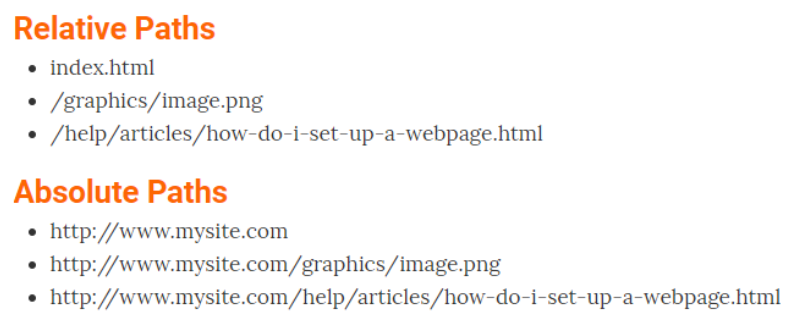 Relative Paths
• index.html
• /graphics/image.png
• /help/articles/how-do-i-set-up-a-webpage.html
Absolute Paths
• http://www.mysite.com
• http://www.mysite.com/graphics/image.png
• http://www.mysite.com/help/articles/how-do-i-set-up-a-webpage.html